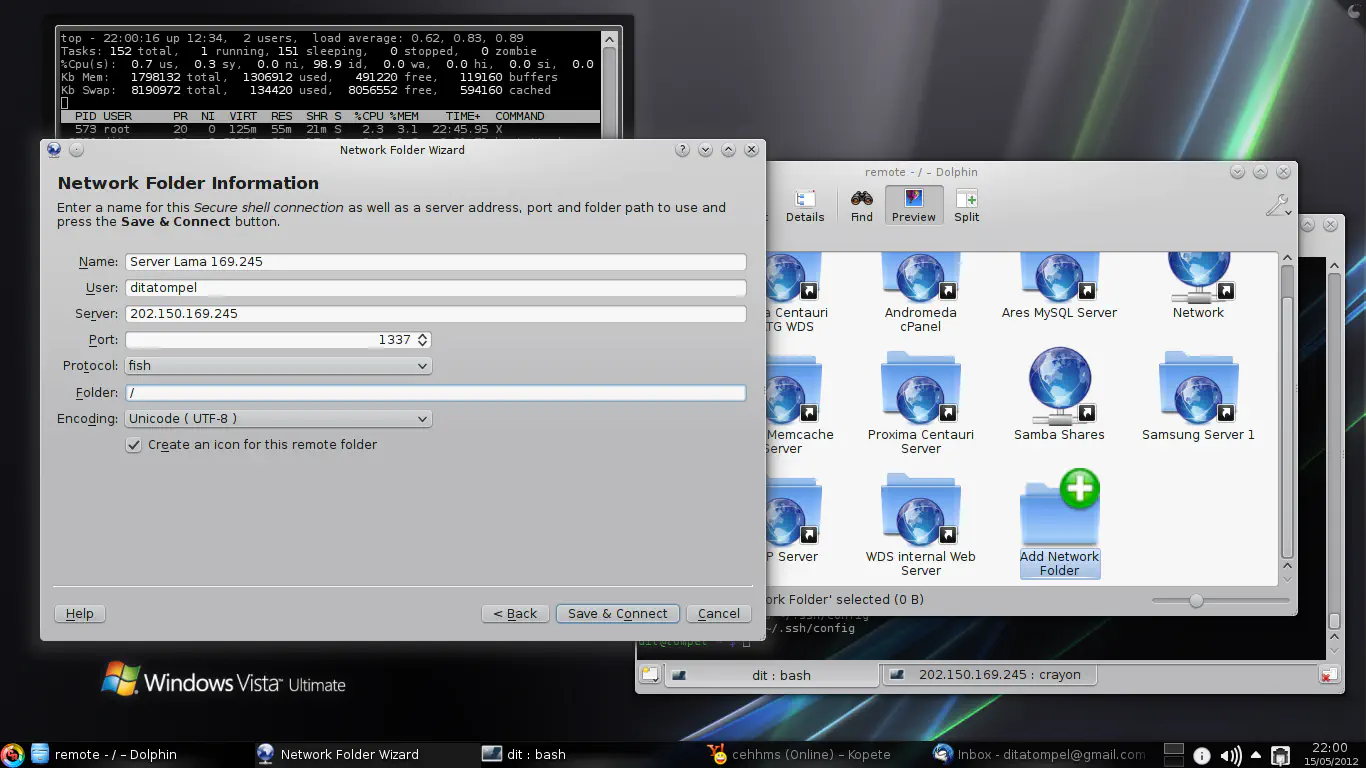 top - 22:00:16 up 12:34, 2 users, load average: 0.62, 0.83, 0.89
Tasks: 152 total, 1 running, 151 sleeping, 0 stopped, 0 zombie
%Cpu(s): 0.7 us, 0.3 sy, 0.0 ni, 98.9 id, 0.0 wa, 0.0 hi, 0.0 si, 0.0
Kb Mem: 1798132 total, 1306912 used, 491220 free, 119160 buffers
Kb Swap: 8190972 total, 134420 used, 8056552 free, 594160 cached
PID USER PR NI VIRT RES SHR S %CPU %MEM TIME+ COMMAND
573 root 20 0 125m 55m 21m S 2.3 3.1 22:45.95 X
Network Folder Wizard
Network Folder Information
Enter a name for this Secure shell connection as well as a server address, port and folder path to use and
press the Save & Connect button.
Name: Server Lama 169.245
User: ditatompel
Server: 202.150.169.245
Port: 1337
Protocol: fish
Folder: /
Encoding: Unicode ( UTF-8 )
Create an icon for this remote folder
Help
< Back
Save & Connect
Cancel
remote - / – Dolphin
Details
Find
Preview
Split
a Centauri
TG WDS
Andromeda
cPanel
Ares MySQL Server
Network
Memcache
Server
Proxima Centauri
Server
Samba Shares
Samsung Server 1
P Server
WDS internal Web
Server
Add Network
Folder
rk Folder' selected (0 B)
~/.ssh/config
~/.ssh/config
dit@tompel ~ $
dit : bash
202.150.169.245 : crayon
Windows Vista Ultimate
remote - / – Dolphin
Network Folder Wizard
dit : bash
cehhms (Online) – Kopete
Inbox - ditatompel@gmail.com
22:00
15/05/2012